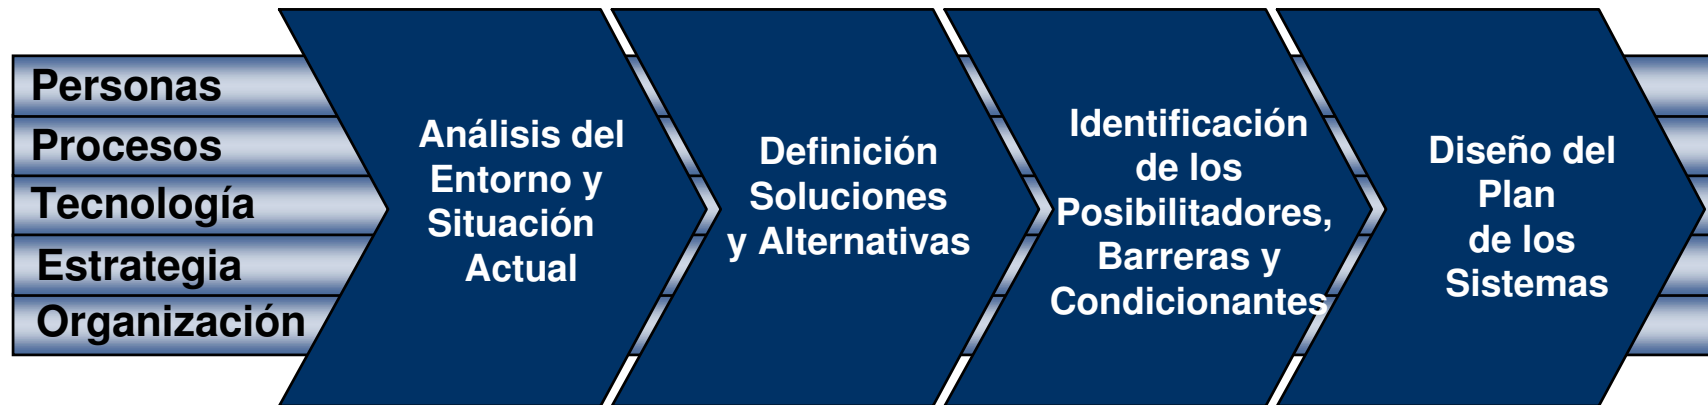 Personas
Procesos
Tecnología
Estrategia
Organización
Análisis del
Entorno y
Situación
Actual
Definición
Soluciones
y Alternativas
Identificación
de los
Posibilitadores,
Barreras y
Condicionantes
Diseño del
Plan
de los
Sistemas